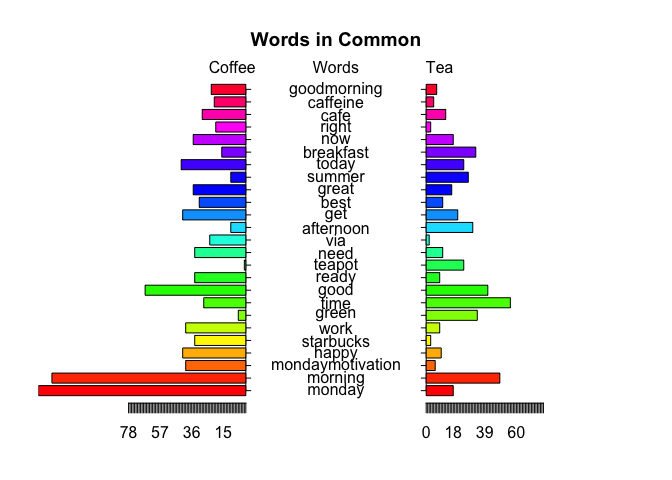 Words in Common
Coffee Words Tea
goodmorning
caffeine
cafe
right
now
breakfast
today
summer
great
best
get
afternoon
via
need
teapot
ready
good
time
green
work
starbucks
happy
mondaymotivation
morning
monday
78 57 36 15 0 18 39 60